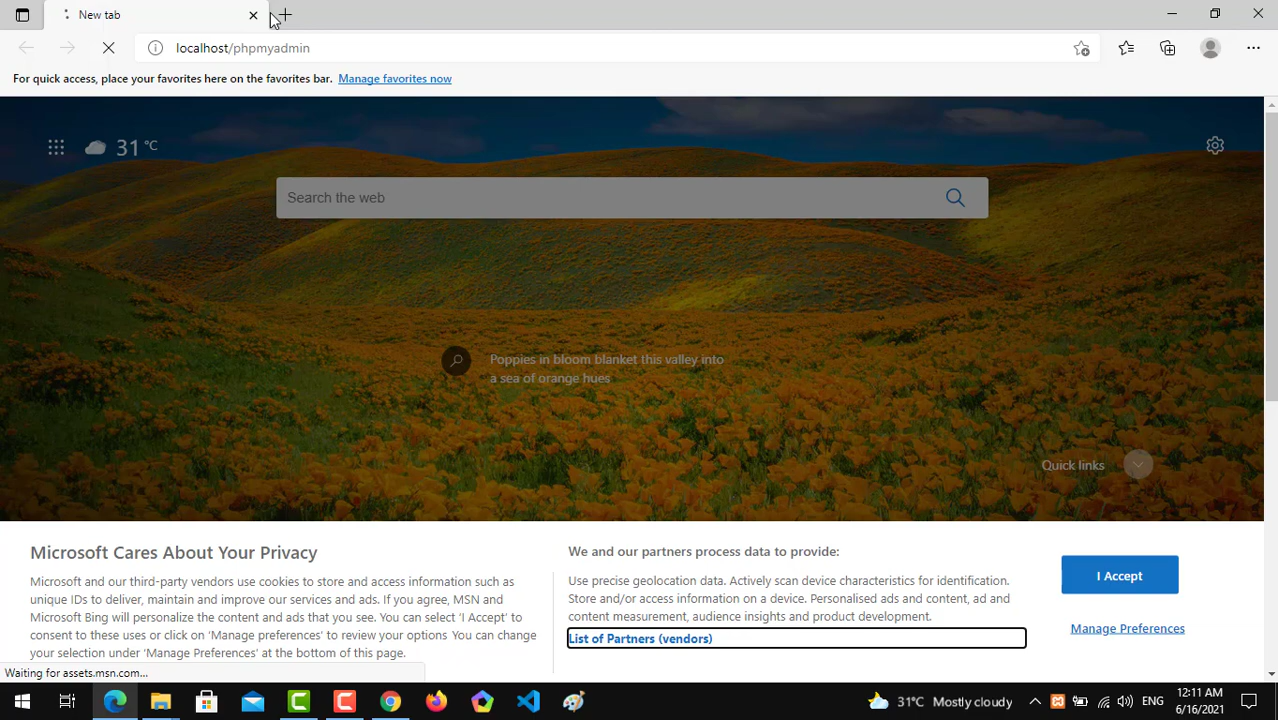 New tab
localhost/phpmyadmin
For quick access, place your favorites here on the favorites bar. Manage favorites now
31 °C
Search the web
Poppies in bloom blanket this valley into
a sea of orange hues
Quick links
Microsoft Cares About Your Privacy
Microsoft and our third-party vendors use cookies to store and access information such as
unique IDs to deliver, maintain and improve our services and ads. If you agree, MSN and
Microsoft Bing will personalize the content and ads that you see. You can select 'I Accept' to
consent to these uses or click on 'Manage preferences' to review your options You can change
your selection under 'Manage Preferences' at the bottom of this page.
We and our partners process data to provide:
Use precise geolocation data. Actively scan device characteristics for identification.
Store and/or access information on a device. Personalised ads and content, ad and
content measurement, audience insights and product development.
List of Partners (vendors)
I Accept
Manage Preferences
Waiting for assets.msn.com...
31°C Mostly cloudy
ENG
12:11 AM
6/16/2021